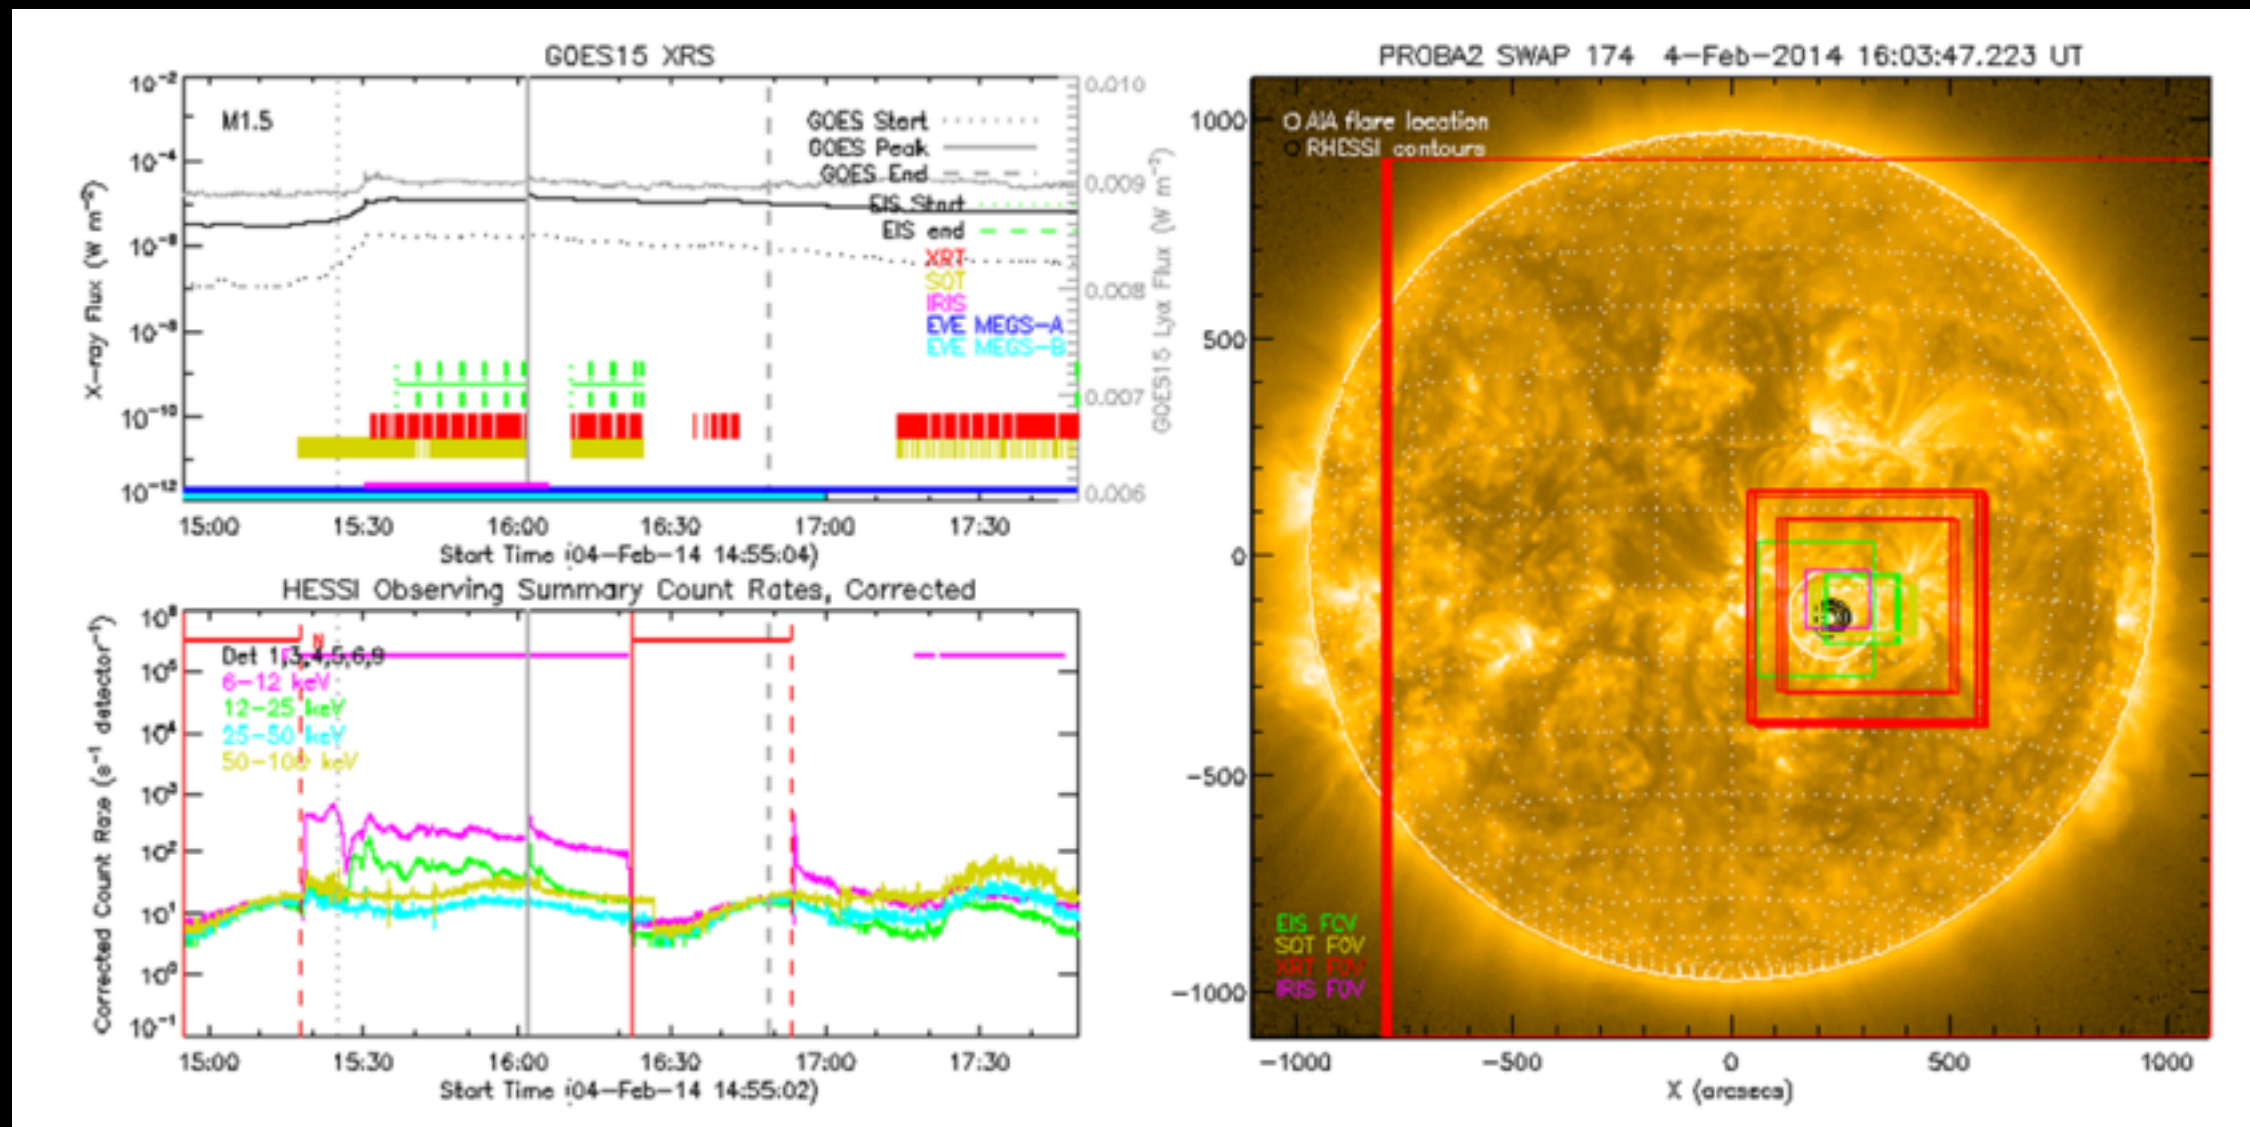 GOES15 XRS
10⁻²
10⁻⁴
10⁻⁶
10⁻⁸
10⁻¹⁰
10⁻¹²
X-ray Flux (W m⁻²)
M1.5
GOES Start
GOES Peak
GOES End
EIS Start
EIS end
XRT
SOT
IRIS
EVE MEGS-A
EVE MEGS-B
0.010
0.009
0.008
0.007
0.006
GOES15 Lyα Flux (W m⁻²)
15:00 15:30 16:00 16:30 17:00 17:30
Start Time (04-Feb-14 14:55:04)
HESSI Observing Summary Count Rates, Corrected
10⁶
10⁵
10⁴
10³
10²
10¹
10⁰
10⁻¹
Corrected Count Rate (s⁻¹ detector⁻¹)
N
Det 1,3,4,5,6,9
6-12 keV
12-25 keV
25-50 keV
50-100 keV
15:00 15:30 16:00 16:30 17:00 17:30
Start Time (04-Feb-14 14:55:02)
PROBA2 SWAP 174 4-Feb-2014 16:03:47.223 UT
AIA flare location
RHESSI contours
1000
500
0
-500
-1000
EIS FOV
SOT FOV
XRT FOV
IRIS FOV
-1000 -500 0 500 1000
X (arcsecs)